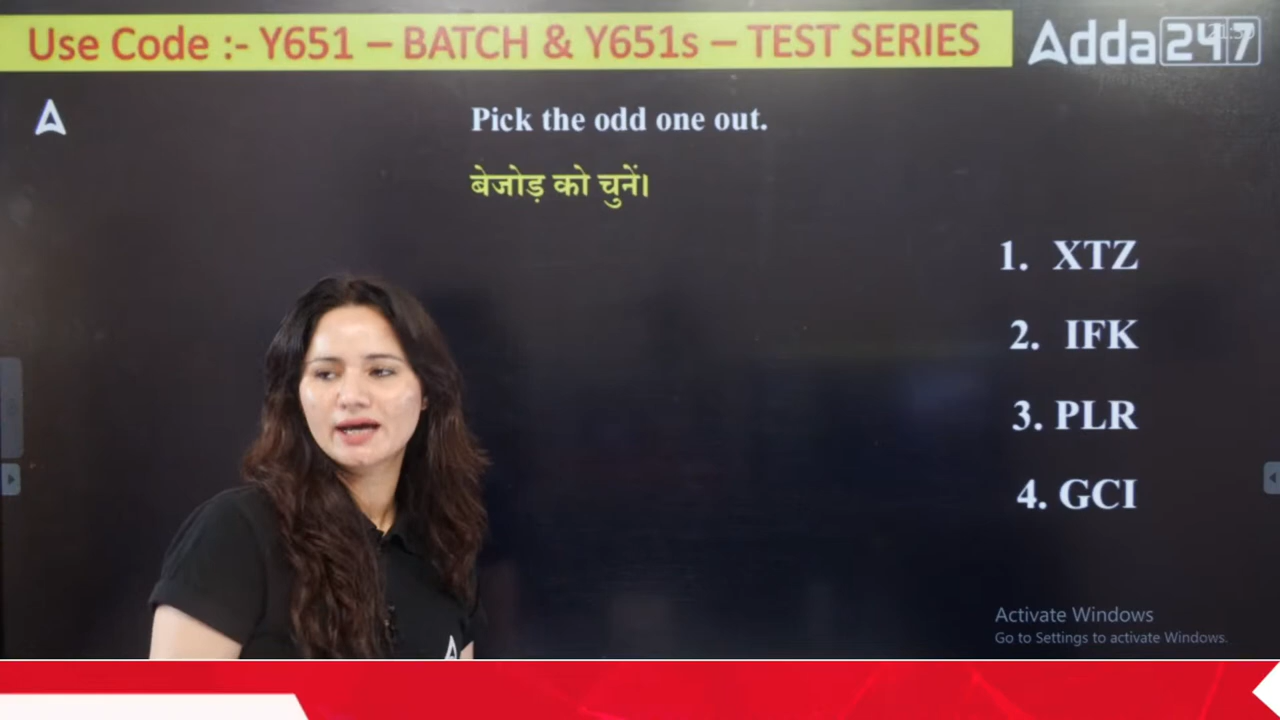 Use Code :- Y651 – BATCH & Y651s – TEST SERIES
Adda247
Pick the odd one out.
बेजोड़ को चुनें।
1. XTZ
2. IFK
3. PLR
4. GCI
Activate Windows
Go to Settings to activate Windows.